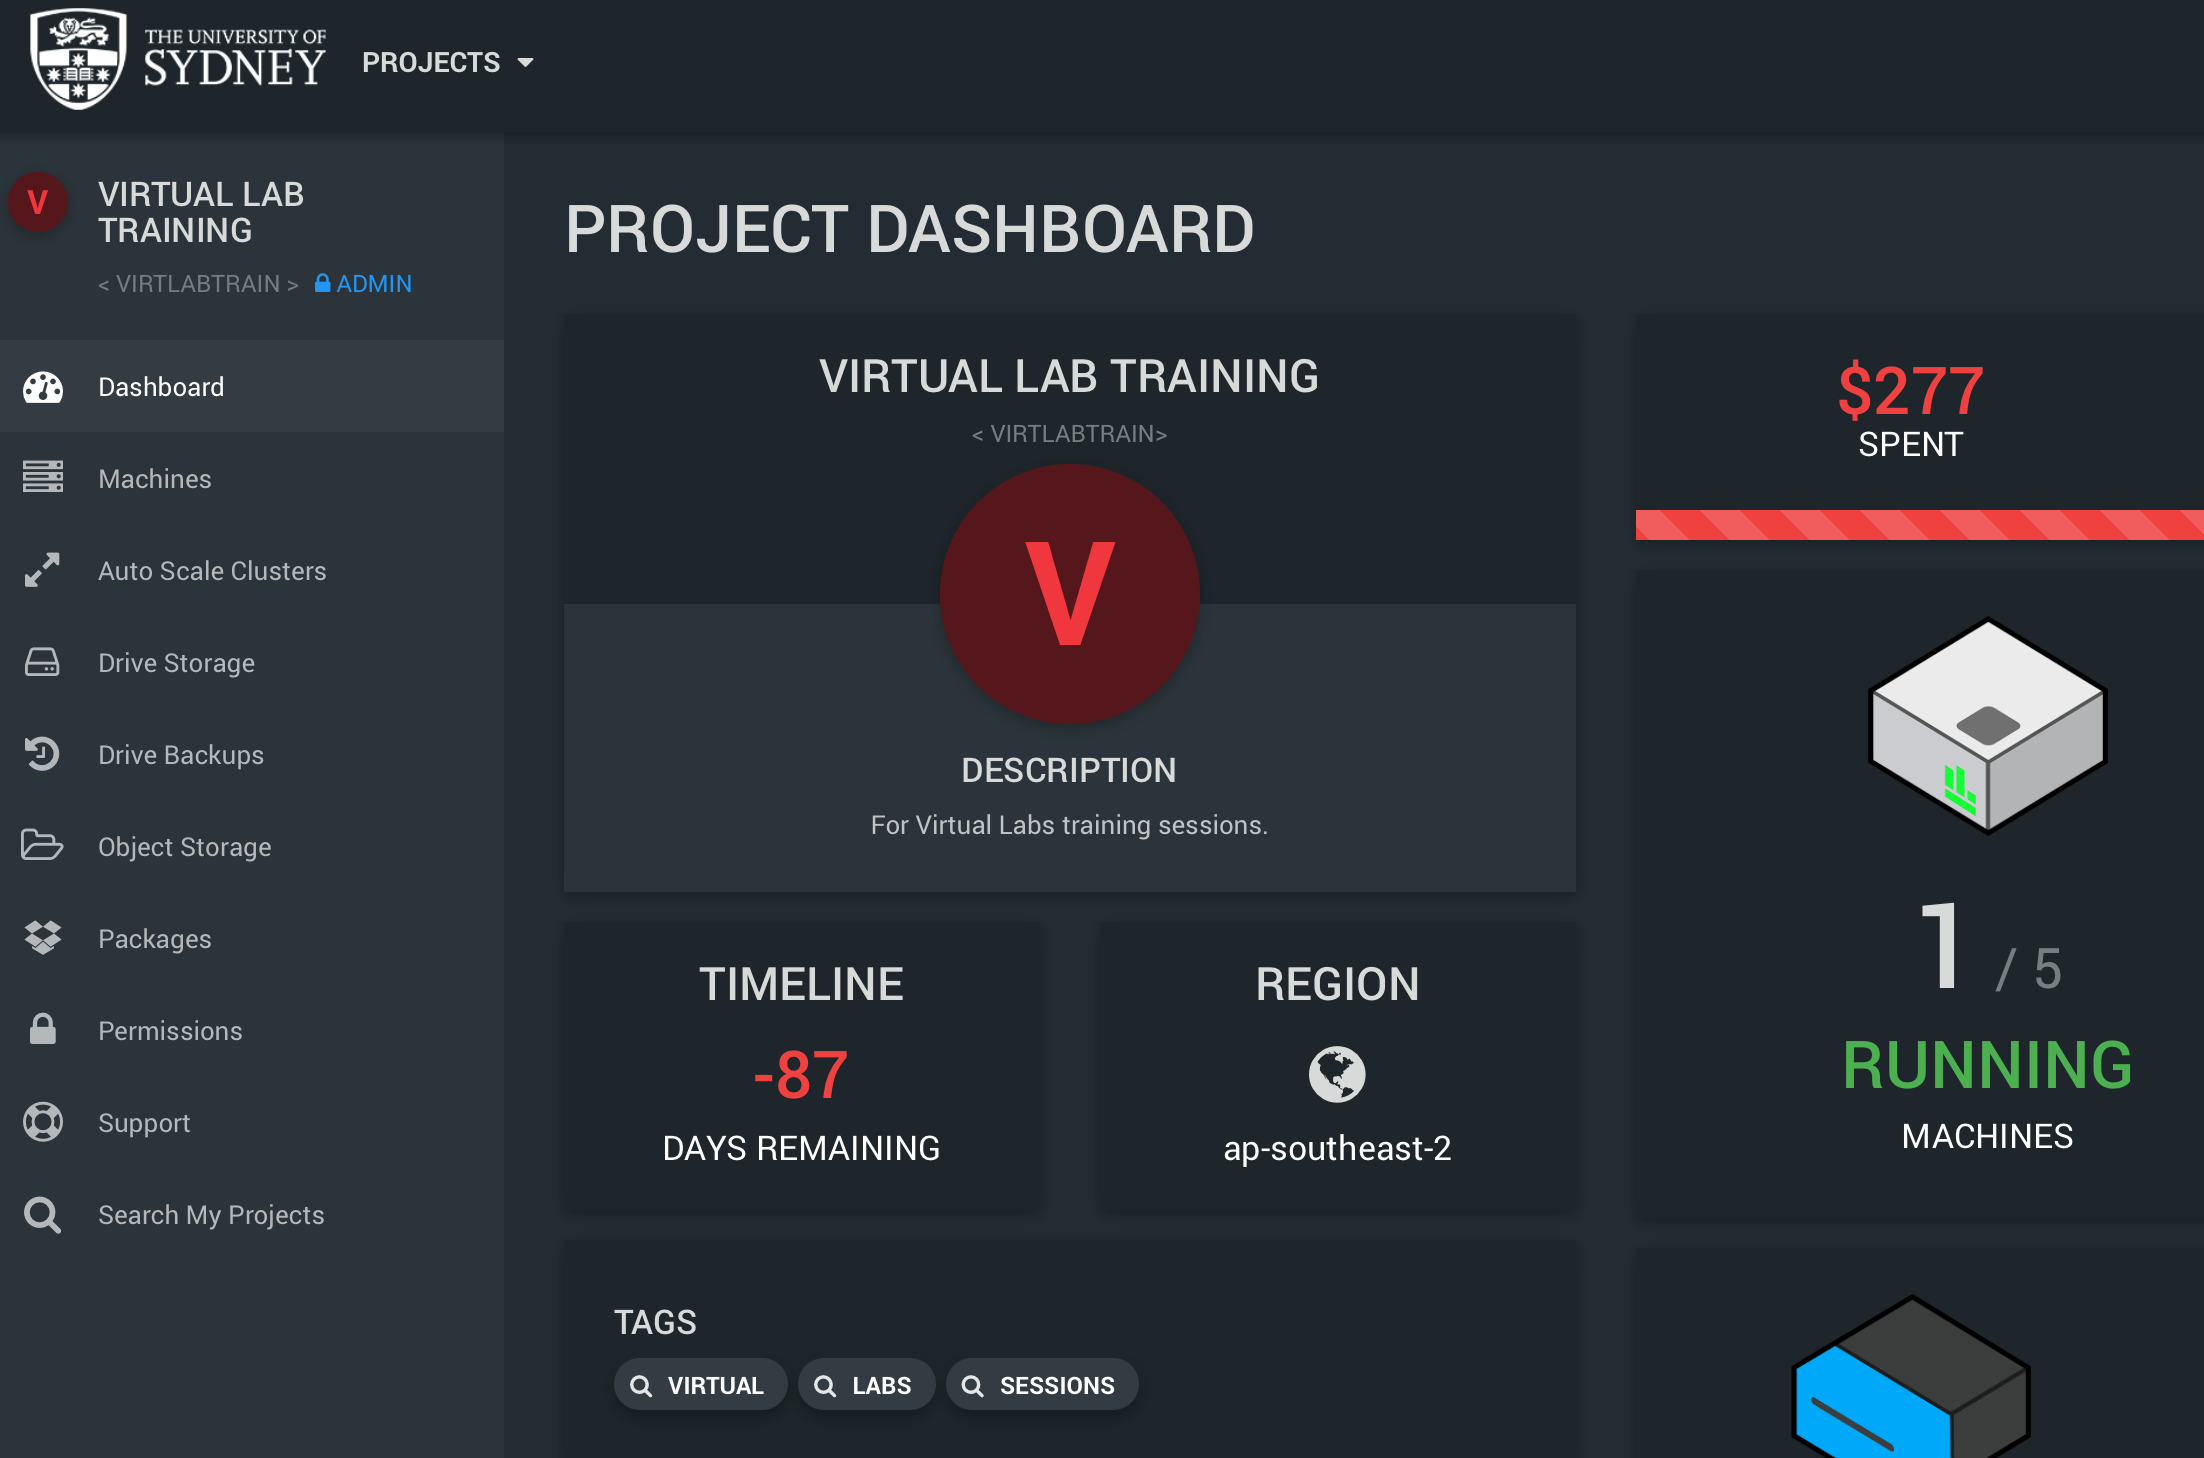 THE UNIVERSITY OF
SYDNEY
PROJECTS
V
VIRTUAL LAB
TRAINING
< VIRTLABTRAIN > ADMIN
Dashboard
Machines
Auto Scale Clusters
Drive Storage
Drive Backups
Object Storage
Packages
Permissions
Support
Search My Projects
PROJECT DASHBOARD
VIRTUAL LAB TRAINING
< VIRTLABTRAIN>
V
DESCRIPTION
For Virtual Labs training sessions.
TIMELINE
-87
DAYS REMAINING
REGION
ap-southeast-2
TAGS
VIRTUAL LABS SESSIONS
$277
SPENT
1 / 5
RUNNING
MACHINES